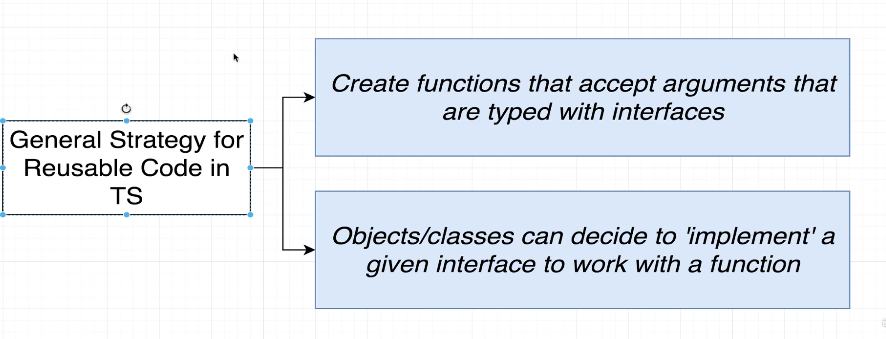 General Strategy for
Reusable Code in
TS
Create functions that accept arguments that
are typed with interfaces
Objects/classes can decide to 'implement' a
given interface to work with a function